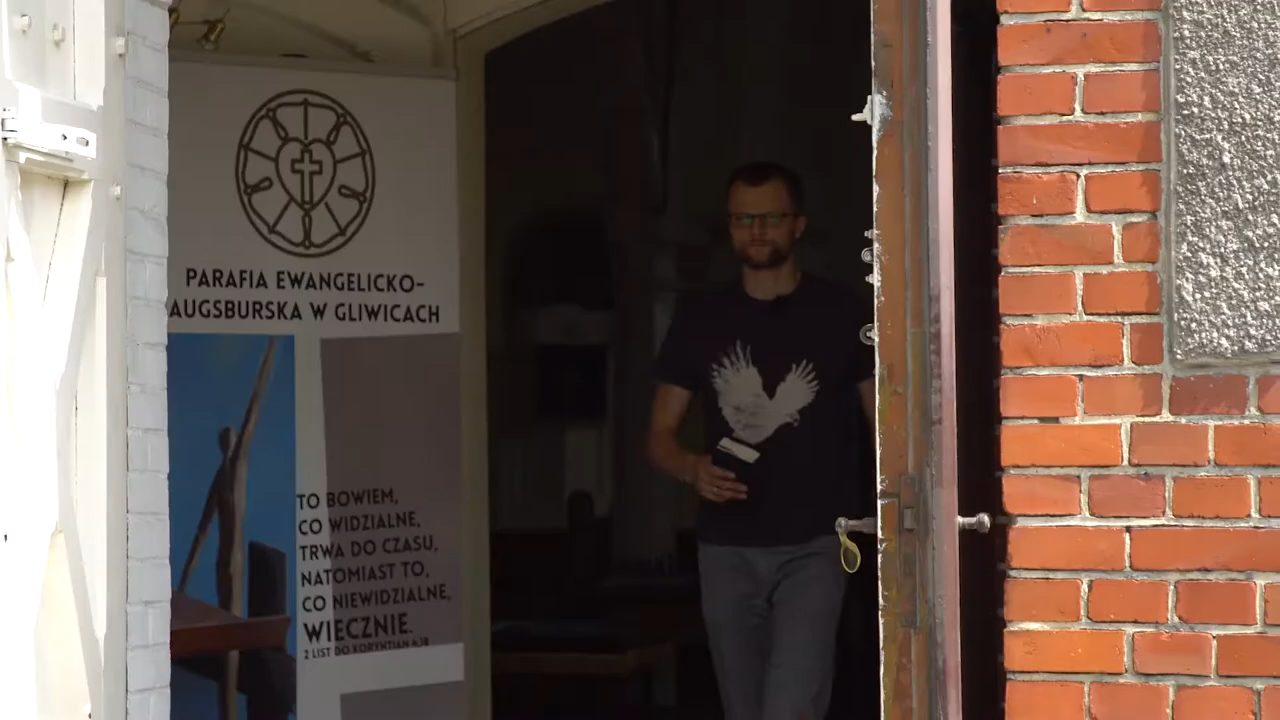 PARAFIA EWANGELICKO-
AUGSBURSKA W GLIWICACH
TO BOWIEM,
CO WIDZIALNE,
TRWA DO CZASU,
NATOMIAST TO,
CO NIEWIDZIALNE,
WIECZNIE.
2 LIST DO KORYNTIAN 4,18